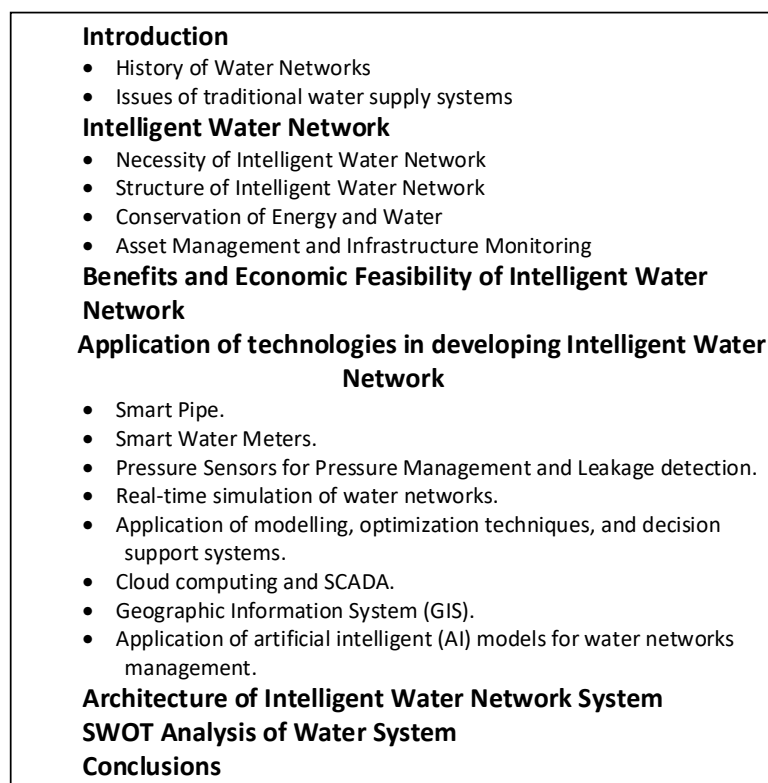 Introduction
• History of Water Networks
• Issues of traditional water supply systems
Intelligent Water Network
• Necessity of Intelligent Water Network
• Structure of Intelligent Water Network
• Conservation of Energy and Water
• Asset Management and Infrastructure Monitoring
Benefits and Economic Feasibility of Intelligent Water
Network
Application of technologies in developing Intelligent Water
Network
• Smart Pipe.
• Smart Water Meters.
• Pressure Sensors for Pressure Management and Leakage detection.
• Real-time simulation of water networks.
• Application of modelling, optimization techniques, and decision
support systems.
• Cloud computing and SCADA.
• Geographic Information System (GIS).
• Application of artificial intelligent (AI) models for water networks
management.
Architecture of Intelligent Water Network System
SWOT Analysis of Water System
Conclusions